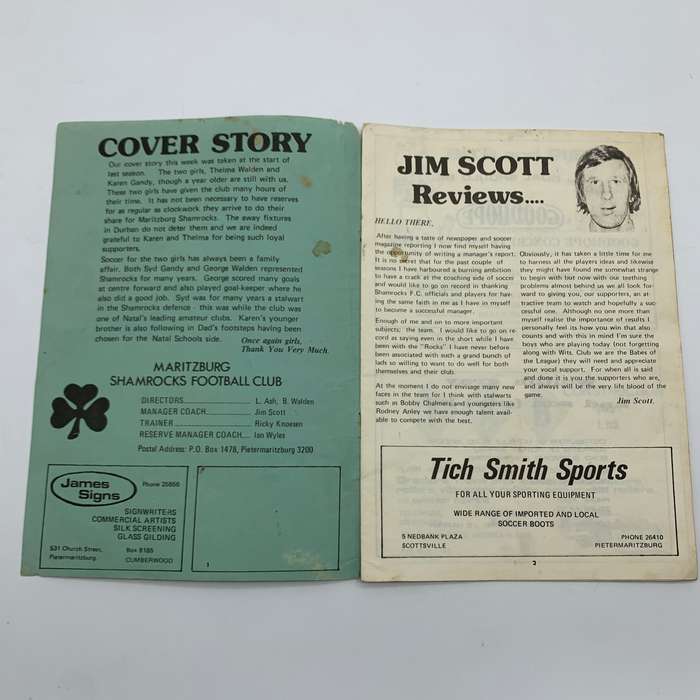 COVER STORY
Our cover story this week was taken at the start of
last season. The two girls, Thelma Walden and
Karen Gandy, though a year older are still with us.
These two girls have given the club many hours of
their time. It has not been necessary to have reserves
for as regular as clockwork they arrive to do their
share for Maritzburg Shamrocks. The away fixtures
in Durban do not deter them and we are indeed
grateful to Karen and Thelma for being such loyal
supporters.
Soccer for the two girls has always been a family
affair. Both Syd Gandy and George Walden represented
Shamrocks for many years. George scored many goals
at centre forward and also played goal-keeper where he
also did a good job. Syd was for many years a stalwart
in the Shamrocks defence - this was while the club was
one of Natal's leading amateur clubs. Karen's younger
brother is also following in Dad's footsteps having been
chosen for the Natal Schools side.
Once again girls,
Thank You Very Much.
MARITZBURG
SHAMROCKS FOOTBALL CLUB
DIRECTORS L. Ash, B. Walden
MANAGER COACH Jim Scott
TRAINER Ricky Knoesen
RESERVE MANAGER COACH Ian Wyles
Postal Address: P.O. Box 1478, Pietermaritzburg 3200
James
Signs
Phone 25856
SIGNWRITERS
COMMERCIAL ARTISTS
SILK SCREENING
GLASS GILDING
531 Church Street,
Pietermaritzburg.
Box 8185
CUMBERWOOD
1
JIM SCOTT
Reviews....
HELLO THERE,
After having a taste of newspaper and soccer
magazine reporting I now find myself having
the opportunity of writing a manager's report.
It is no secret that for the past couple of
seasons I have harboured a burning ambition
to have a crack at the coaching side of soccer
and would like to go on record in thanking
Shamrocks F.C. officials and players for hav-
ing the same faith in me as I have in myself
to become a successful manager.
Enough of me and on to more important
subjects; the team. I would like to go on re-
cord as saying even in the short while I have
been with the "Rocks" I have never before
been associated with such a grand bunch of
lads so willing to want to do well for both
themselves and their club.
At the moment I do not envisage many new
faces in the team for I think with stalwarts
such as Bobby Chalmers and youngsters like
Rodney Anley we have enough talent avail-
able to compete with the best.
Obviously, it has taken a little time for me
to harness all the players ideas and likewise
they might have found me somewhat strange
to begin with but now with our teething
problems almost behind us we all look for-
ward to giving you, our supporters, an at-
tractive team to watch and hopefully a suc-
cessful one. Although no one more than
myself realise the importance of results I
personally feel its how you win that also
counts and with this in mind I'm sure the
boys who are playing today (not forgetting
along with Wits. Club we are the Babes of
the League) they will need and appreciate
your vocal support. For when all is said
and done it is you the supporters who are,
and always will be the very life blood of the
game.
Jim Scott.
Tich Smith Sports
FOR ALL YOUR SPORTING EQUIPMENT
WIDE RANGE OF IMPORTED AND LOCAL
SOCCER BOOTS
5 NEDBANK PLAZA
SCOTTSVILLE
PHONE 26410
PIETERMARITZBURG